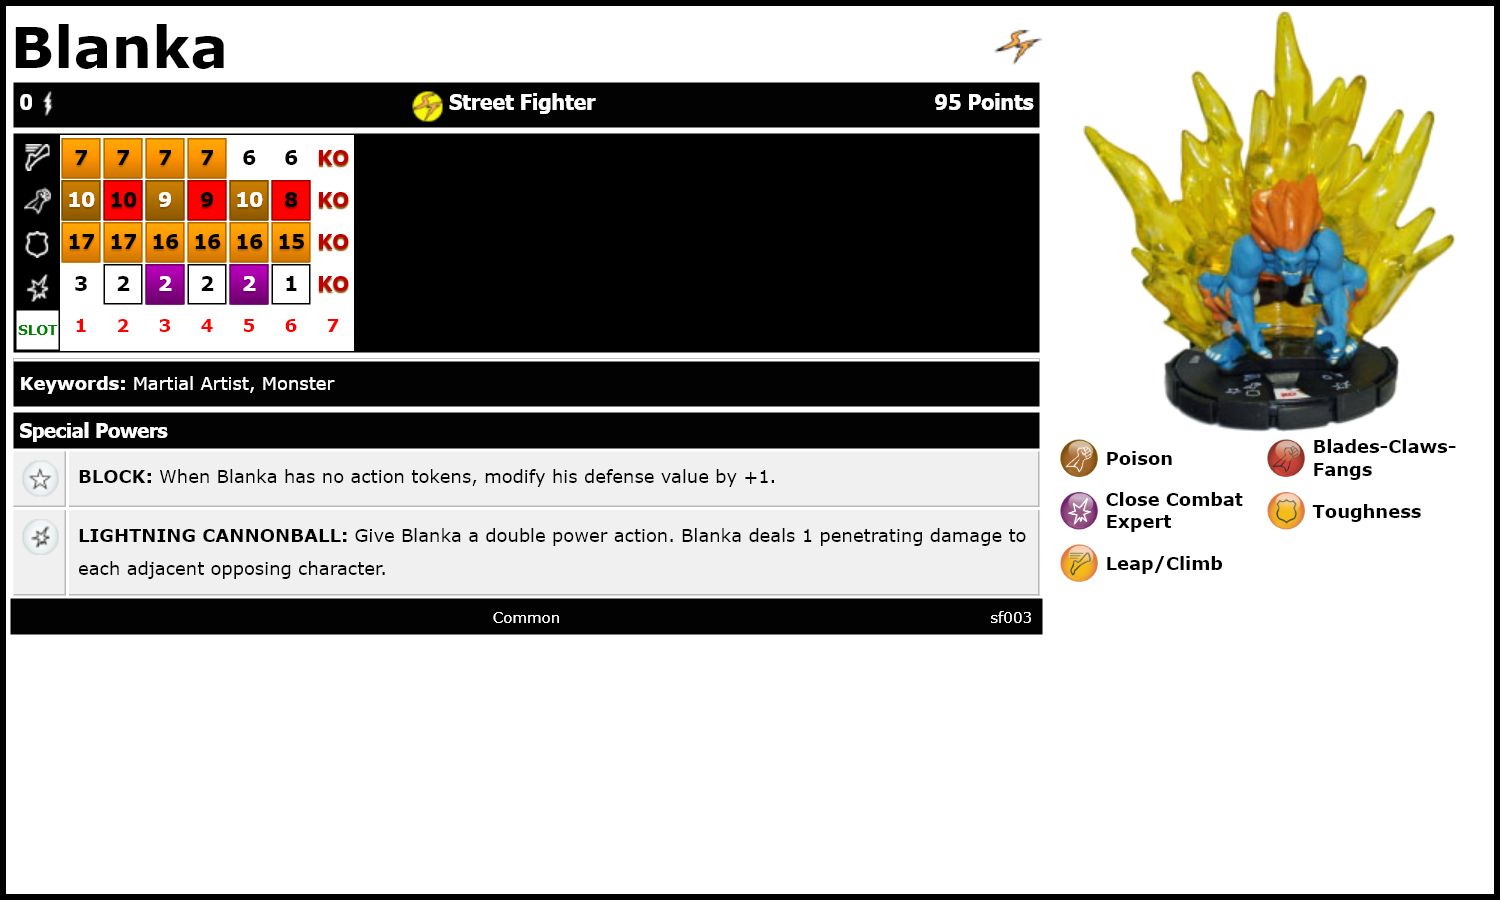 Blanka
0 Street Fighter 95 Points
7 7 7 7 6 6 KO
10 10 9 9 10 8 KO
17 17 16 16 16 15 KO
3 2 2 2 2 1 KO
SLOT 1 2 3 4 5 6 7
Keywords: Martial Artist, Monster
Special Powers
BLOCK: When Blanka has no action tokens, modify his defense value by +1.
LIGHTNING CANNONBALL: Give Blanka a double power action. Blanka deals 1 penetrating damage to
each adjacent opposing character.
Common sf003
Poison
Blades-Claws-
Fangs
Close Combat
Expert
Toughness
Leap/Climb